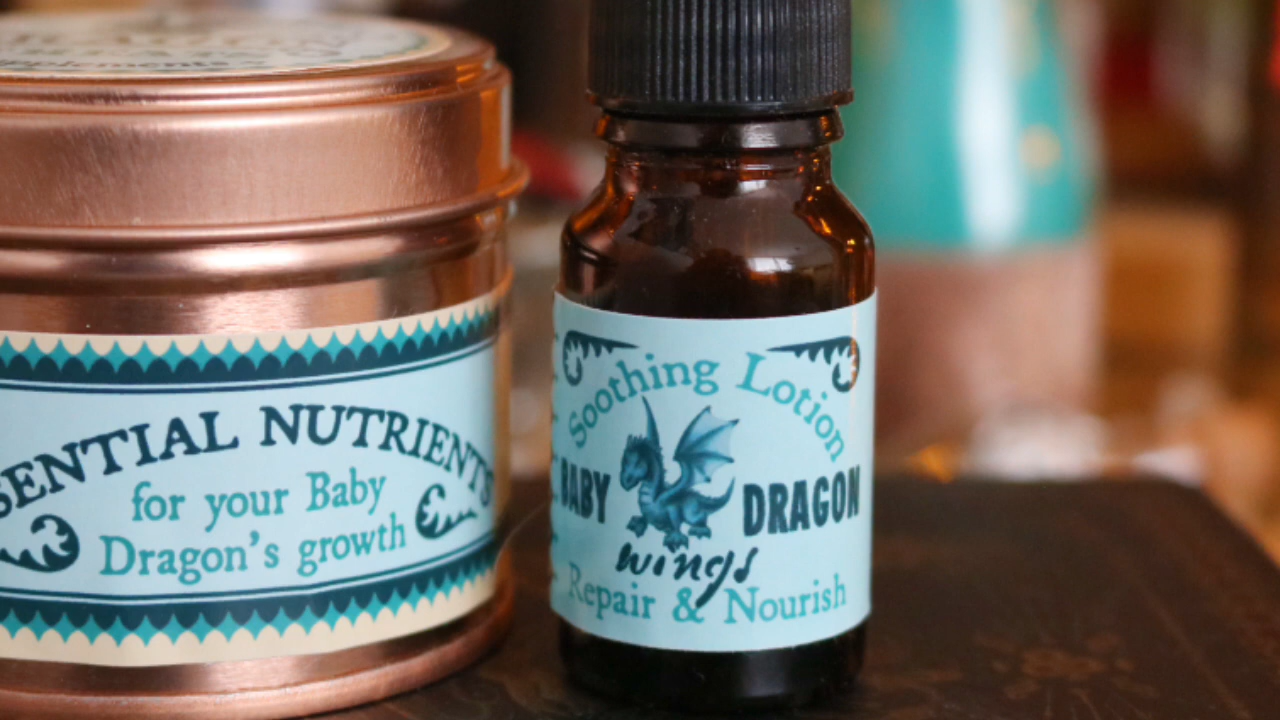 SENTIAL NUTRIENTS
for your Baby
Dragon's growth
Soothing Lotion
BABY DRAGON
wings
Repair & Nourish